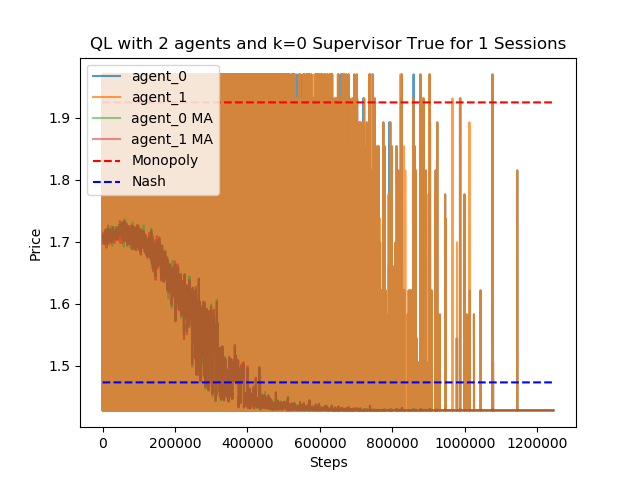 QL with 2 agents and k=0 Supervisor True for 1 Sessions
agent_0
agent_1
agent_0 MA
agent_1 MA
Monopoly
Nash
Price
1.9
1.8
1.7
1.6
1.5
0
200000
400000
600000
800000
1000000
1200000
Steps